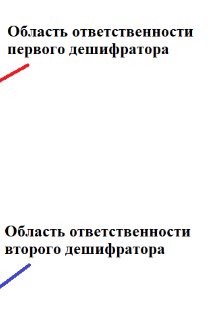 Область ответственности
первого дешифратора
Область ответственности
второго дешифратора